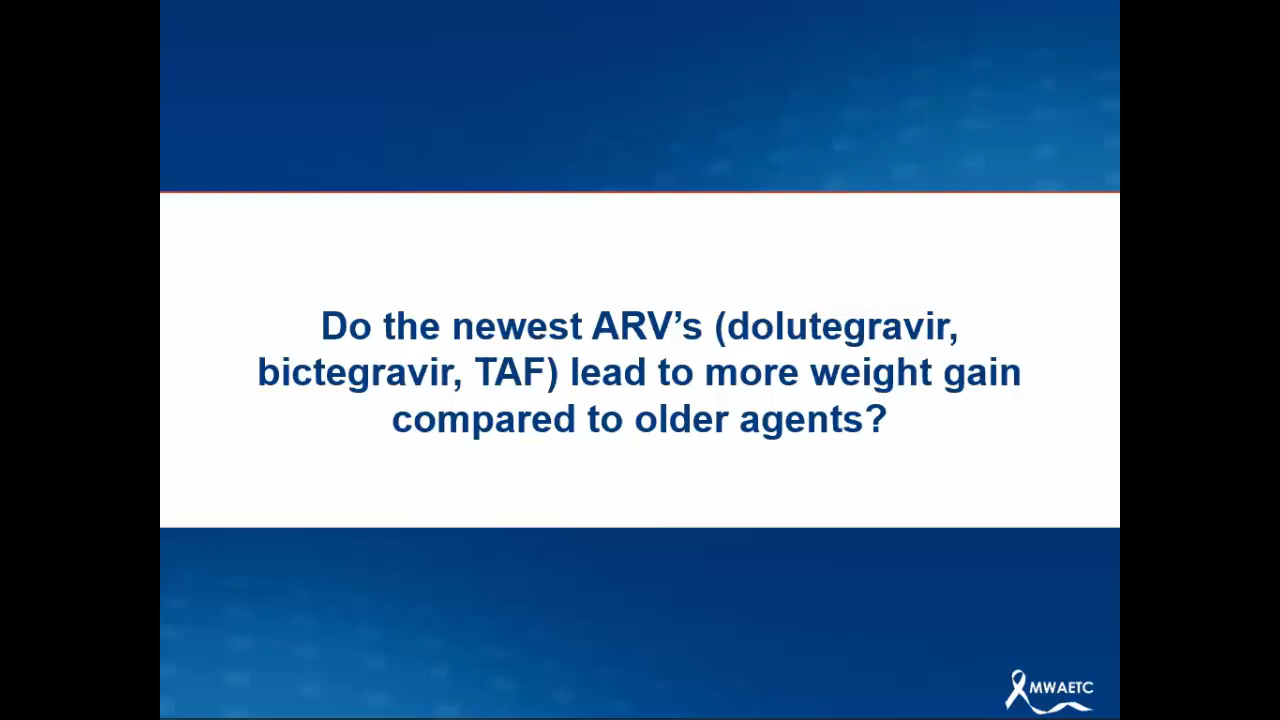 Do the newest ARV’s (dolutegravir,
bictegravir, TAF) lead to more weight gain
compared to older agents?
MWAETC